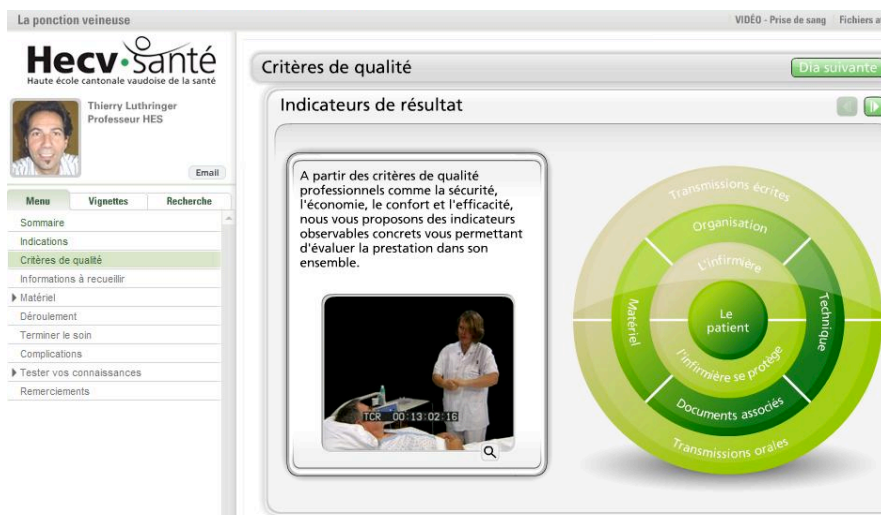 La ponction veineuse
VIDÉO - Prise de sang
Hecv•Santé
Haute école cantonale vaudoise de la santé
Thierry Luthringer
Professeur HES
Email
Menu Vignettes Recherche
Sommaire
Indications
Critères de qualité
Informations à recueillir
Matériel
Déroulement
Terminer le soin
Complications
Tester vos connaissances
Remerciements
Critères de qualité
Dia suivante
Indicateurs de résultat
A partir des critères de qualité
professionnels comme la sécurité,
l'économie, le confort et l'efficacité,
nous vous proposons des indicateurs
observables concrets vous permettant
d'évaluer la prestation dans son
ensemble.
TCR 00:13:02:16
Transmissions écrites
Organisation
L'infirmière
Matériel
Le
patient
Technique
l'infirmière se protège
Documents associés
Transmissions orales